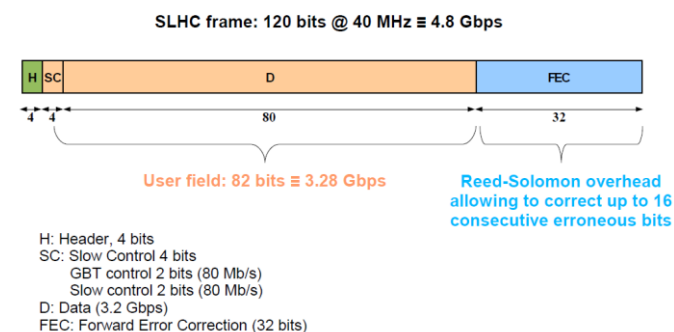 SLHC frame: 120 bits @ 40 MHz ≡ 4.8 Gbps
H SC D FEC
4 4 80 32
User field: 82 bits ≡ 3.28 Gbps
Reed-Solomon overhead
allowing to correct up to 16
consecutive erroneous bits
H: Header, 4 bits
SC: Slow Control 4 bits
GBT control 2 bits (80 Mb/s)
Slow control 2 bits (80 Mb/s)
D: Data (3.2 Gbps)
FEC: Forward Error Correction (32 bits)